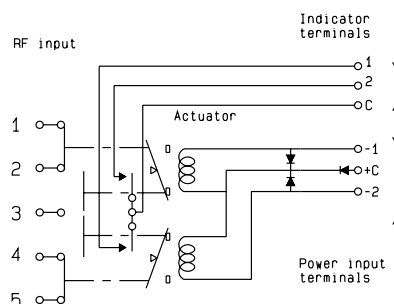 Indicator
terminals
RF input
1
2
C
Actuator
1
2
3
4
5
-1
+C
-2
Power input
terminals